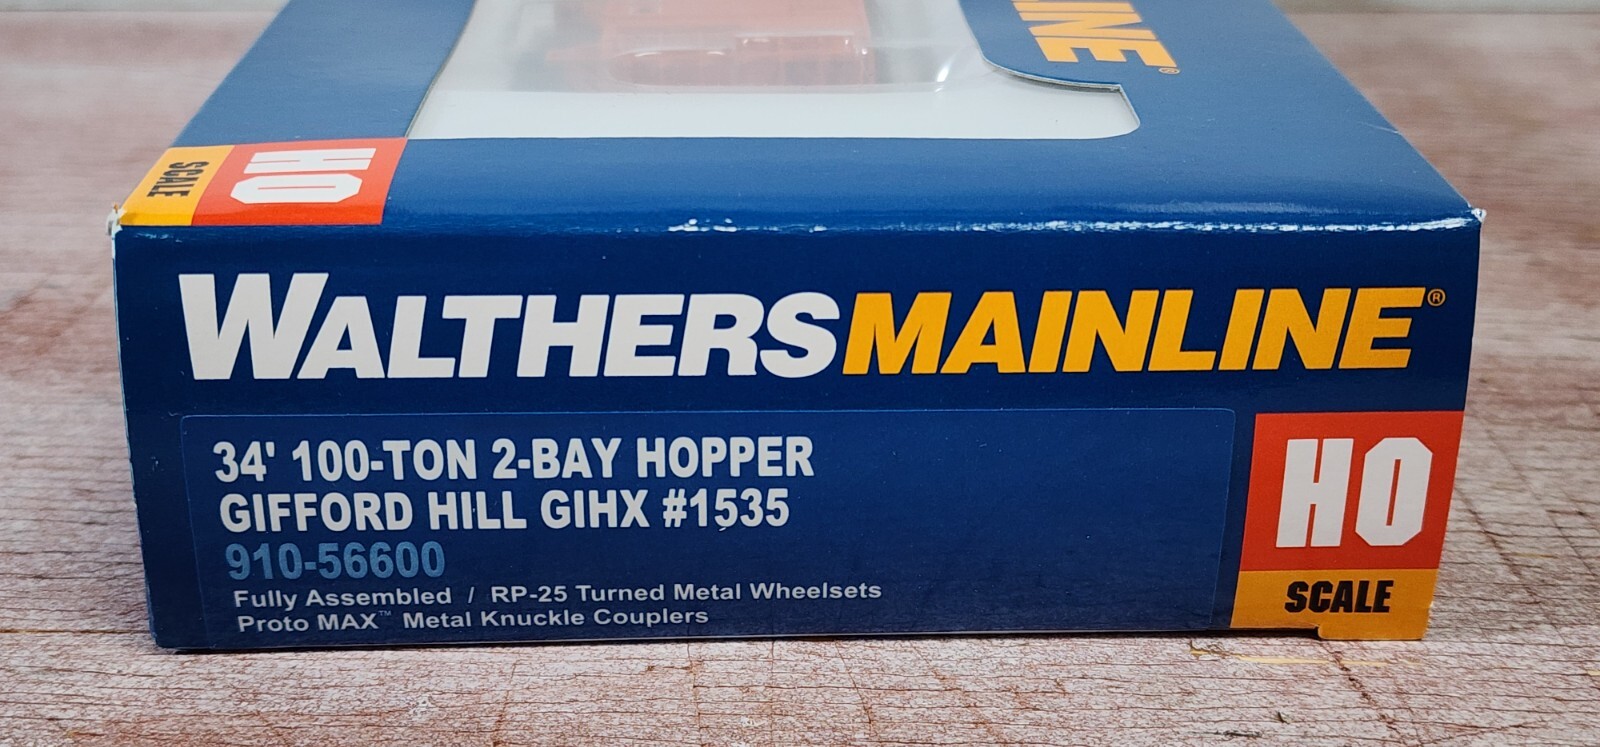 INE®
HO
SCALE
WALTHERSMAINLINE®
34' 100-TON 2-BAY HOPPER
GIFFORD HILL GIHX #1535
910-56600
Fully Assembled / RP-25 Turned Metal Wheelsets
Proto MAX™ Metal Knuckle Couplers
HO
SCALE